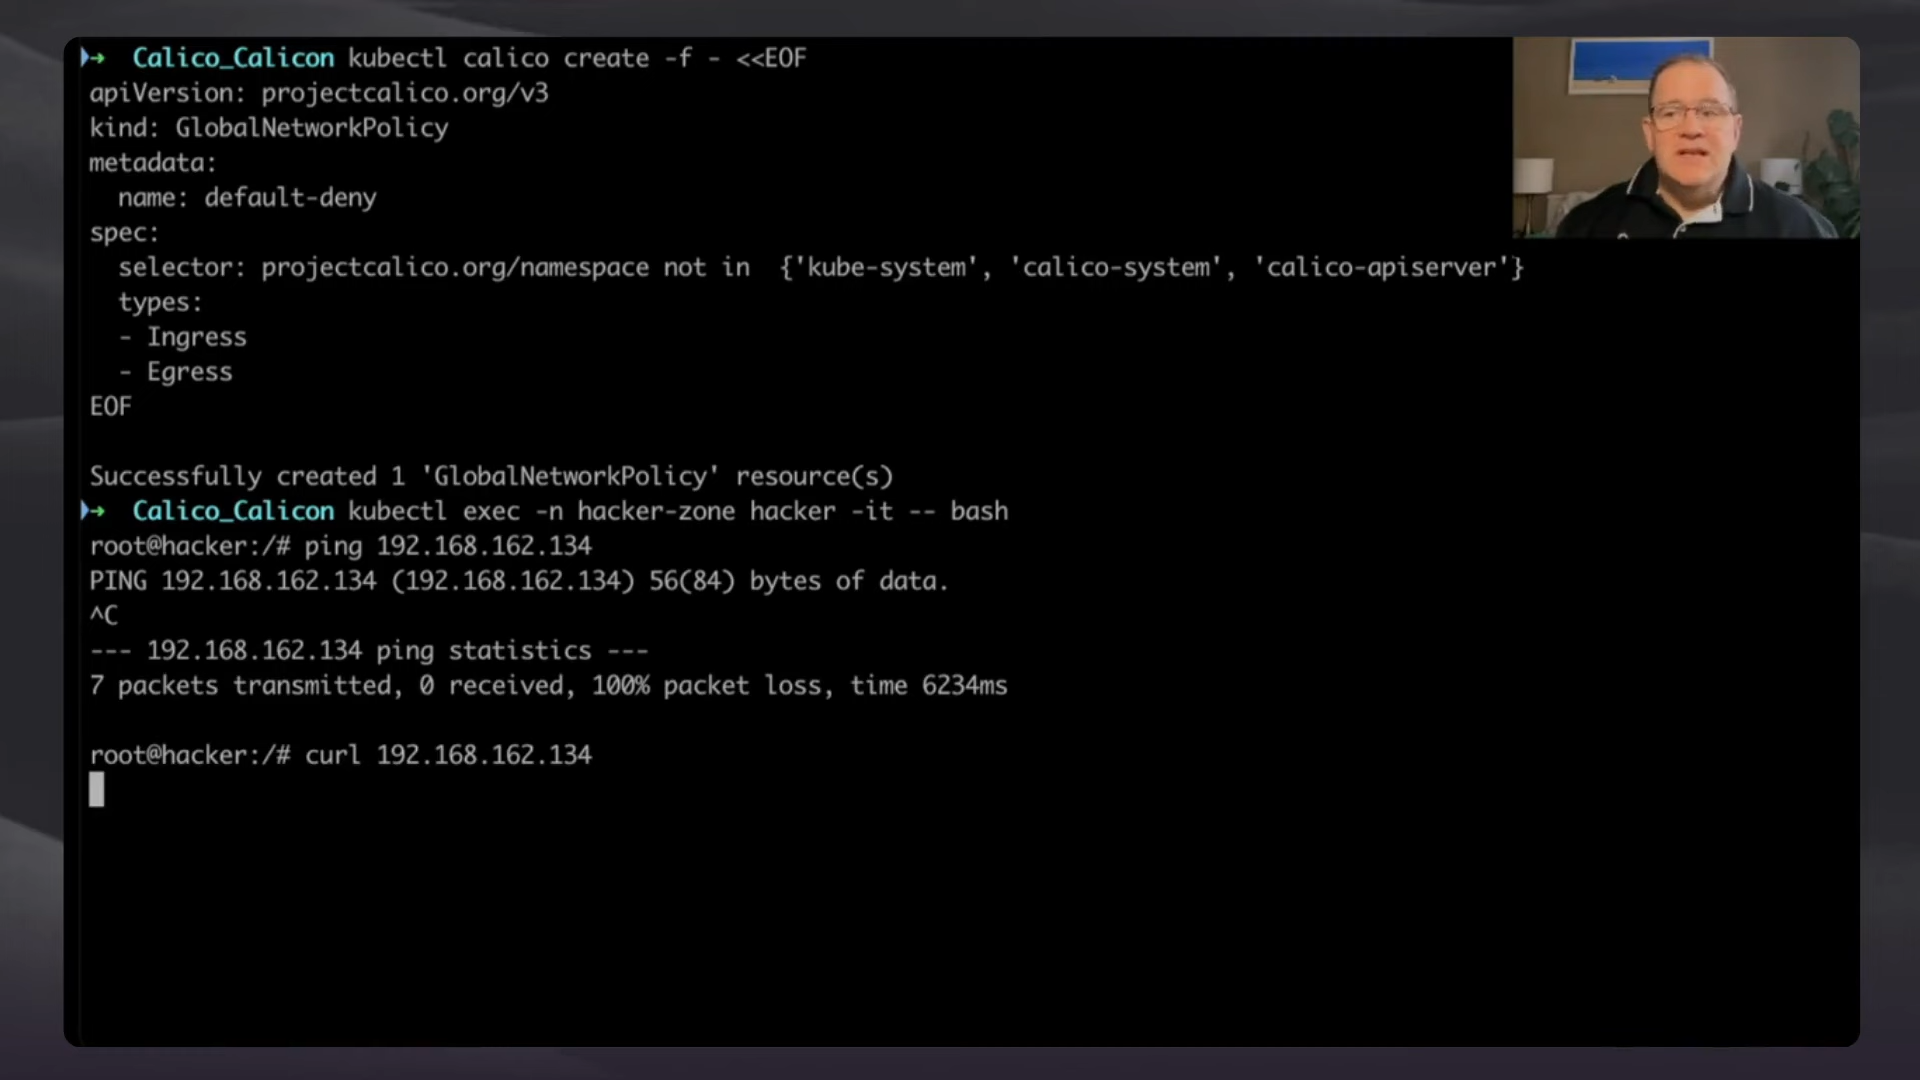 Calico_Calicon kubectl calico create -f - <<EOF
apiVersion: projectcalico.org/v3
kind: GlobalNetworkPolicy
metadata:
  name: default-deny
spec:
  selector: projectcalico.org/namespace not in  {'kube-system', 'calico-system', 'calico-apiserver'}
  types:
  - Ingress
  - Egress
EOF
Successfully created 1 'GlobalNetworkPolicy' resource(s)
Calico_Calicon kubectl exec -n hacker-zone hacker -it -- bash
root@hacker:/# ping 192.168.162.134
PING 192.168.162.134 (192.168.162.134) 56(84) bytes of data.
^C
--- 192.168.162.134 ping statistics ---
7 packets transmitted, 0 received, 100% packet loss, time 6234ms
root@hacker:/# curl 192.168.162.134